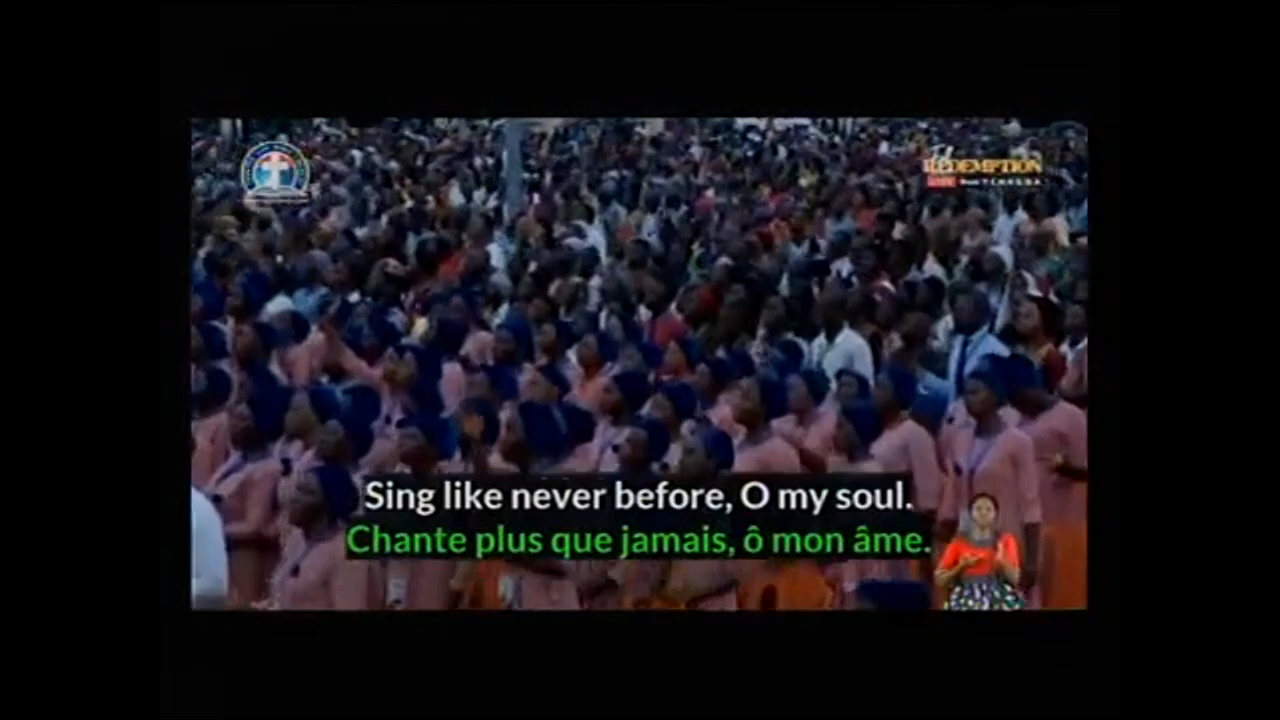 REDEMPTION
Sing like never before, O my soul.
Chante plus que jamais, ô mon âme.